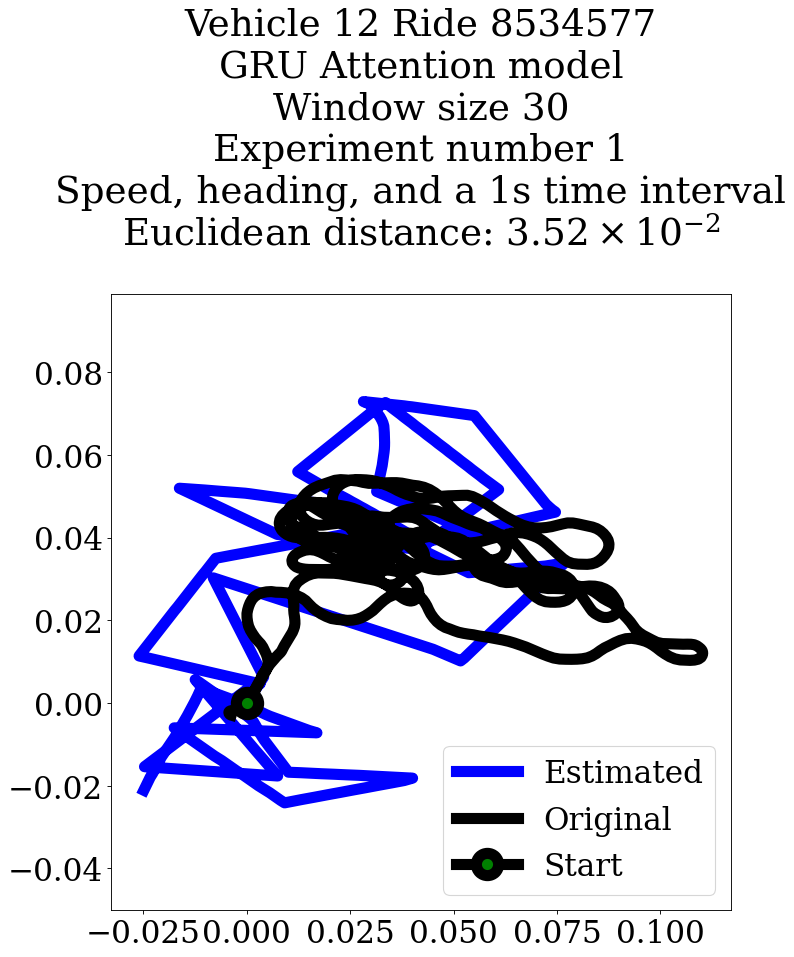 Vehicle 12 Ride 8534577
GRU Attention model
Window size 30
Experiment number 1
Speed, heading, and a 1s time interval
Euclidean distance: 3.52 × 10⁻²
0.08
0.06
0.04
0.02
0.00
−0.02
−0.04
−0.025 0.000 0.025 0.050 0.075 0.100
Estimated
Original
Start